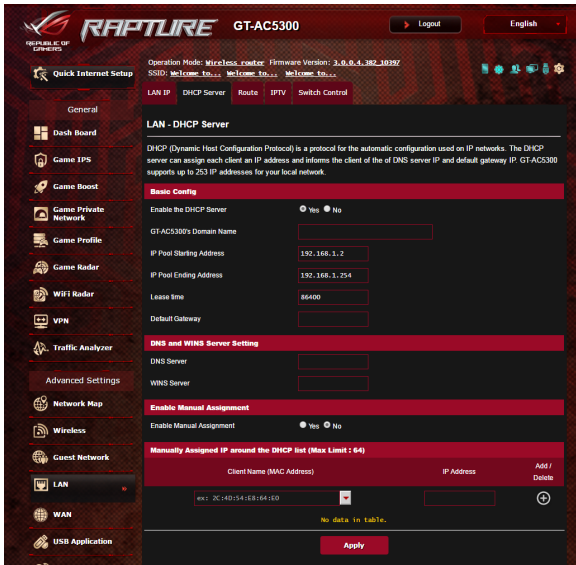 REPUBLIC OF
GAMERS
RAPTURE
GT-AC5300
Logout
English
Operation Mode: Wireless router Firmware Version: 3.0.0.4.382_10397
SSID: Welcome to... Welcome to... Welcome to...
Quick Internet Setup
LAN IP DHCP Server Route IPTV Switch Control
General
Dash Board
Game IPS
Game Boost
Game Private
Network
Game Profile
Game Radar
WiFi Radar
VPN
Traffic Analyzer
Advanced Settings
Network Map
Wireless
Guest Network
LAN
WAN
USB Application
LAN - DHCP Server
DHCP (Dynamic Host Configuration Protocol) is a protocol for the automatic configuration used on IP networks. The DHCP
server can assign each client an IP address and informs the client of the of DNS server IP and default gateway IP. GT-AC5300
supports up to 253 IP addresses for your local network.
Basic Config
Enable the DHCP Server Yes No
GT-AC5300's Domain Name
IP Pool Starting Address 192.168.1.2
IP Pool Ending Address 192.168.1.254
Lease time 86400
Default Gateway
DNS and WINS Server Setting
DNS Server
WINS Server
Enable Manual Assignment
Enable Manual Assignment Yes No
Manually Assigned IP around the DHCP list (Max Limit : 64)
Client Name (MAC Address) IP Address Add /
Delete
ex: 2C:4D:54:E8:64:E0
No data in table.
Apply